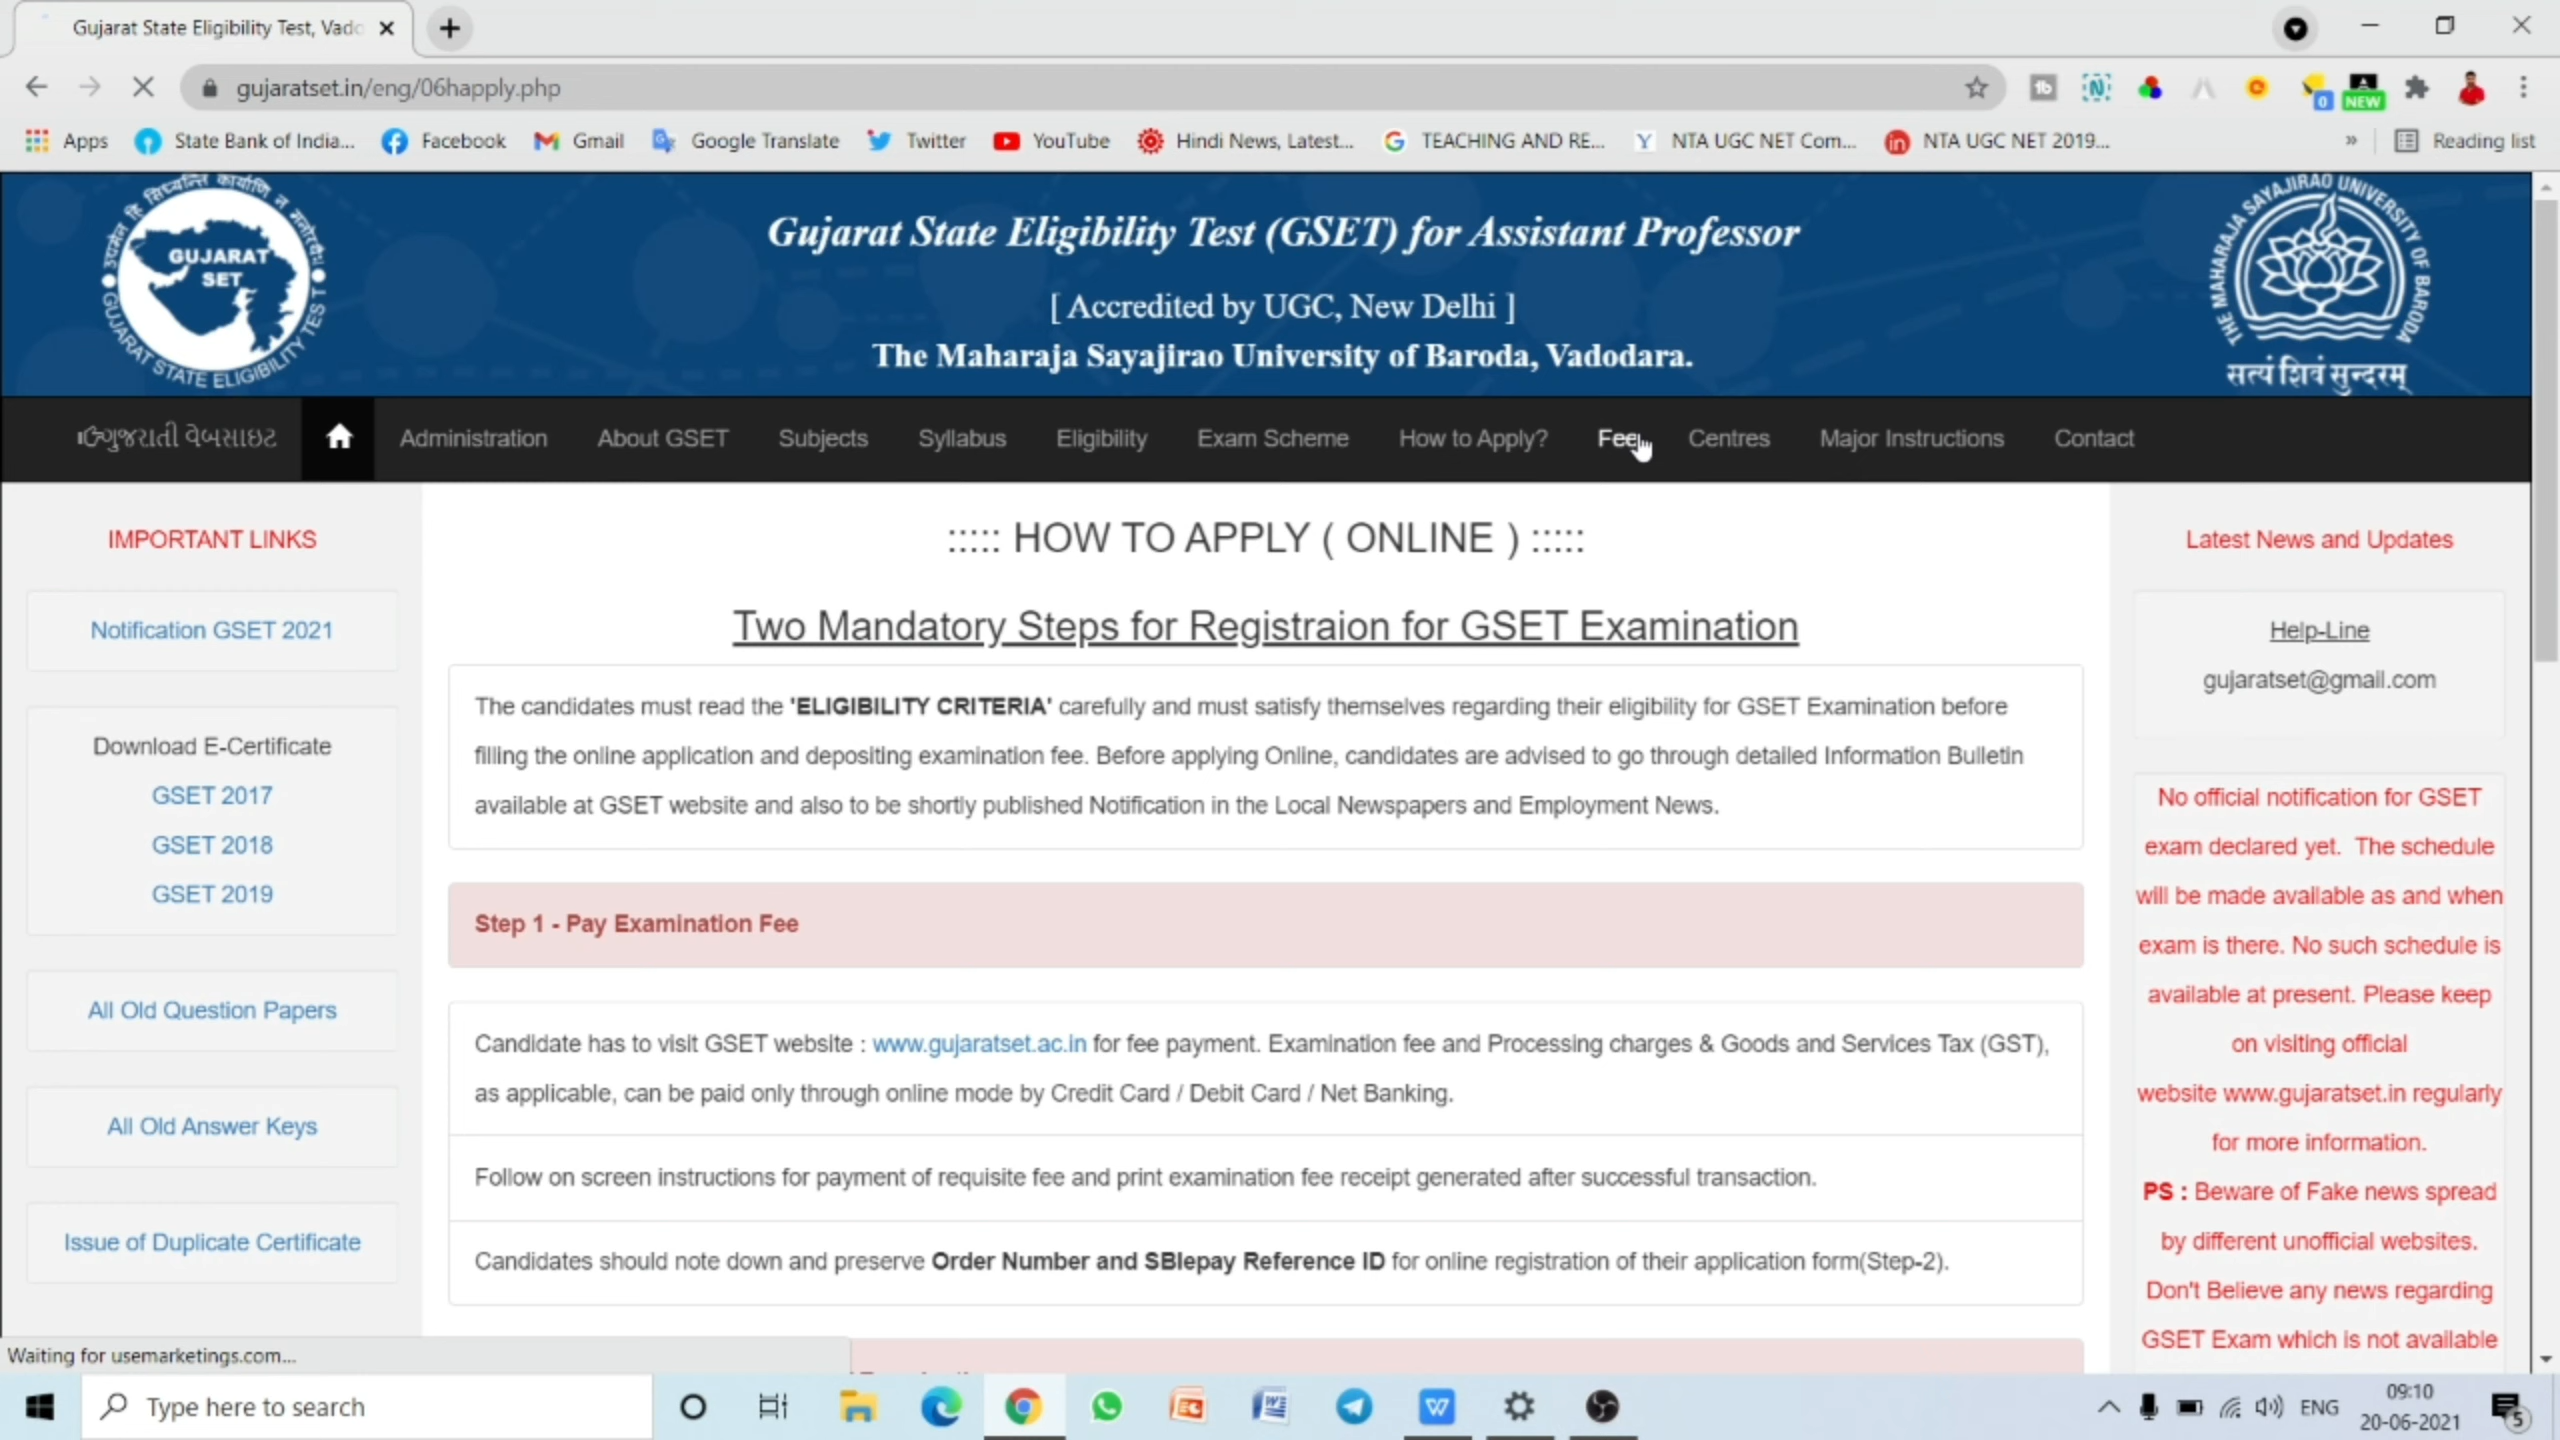 Gujarat State Eligibility Test, Vado
gujaratset.in/eng/06happly.php
Apps State Bank of India... Facebook Gmail Google Translate Twitter YouTube Hindi News, Latest... TEACHING AND RE... NTA UGC NET Com... NTA UGC NET 2019... » Reading list
0 NEW
GUJARAT
SET
GUJARAT STATE ELIGIBILITY TEST
Gujarat State Eligibility Test (GSET) for Assistant Professor
[ Accredited by UGC, New Delhi ]
The Maharaja Sayajirao University of Baroda, Vadodara.
THE MAHARAJA SAYAJIRAO UNIVERSITY OF BARODA
सत्यं शिवं सुन्दरम्
ગુજરાતી વેબસાઇટ Administration About GSET Subjects Syllabus Eligibility Exam Scheme How to Apply? Fee Centres Major Instructions Contact
IMPORTANT LINKS
Notification GSET 2021
Download E-Certificate
GSET 2017
GSET 2018
GSET 2019
All Old Question Papers
All Old Answer Keys
Issue of Duplicate Certificate
::::: HOW TO APPLY ( ONLINE ) :::::
Two Mandatory Steps for Registraion for GSET Examination
The candidates must read the 'ELIGIBILITY CRITERIA' carefully and must satisfy themselves regarding their eligibility for GSET Examination before
filling the online application and depositing examination fee. Before applying Online, candidates are advised to go through detailed Information Bulletin
available at GSET website and also to be shortly published Notification in the Local Newspapers and Employment News.
Step 1 - Pay Examination Fee
Candidate has to visit GSET website : www.gujaratset.ac.in for fee payment. Examination fee and Processing charges & Goods and Services Tax (GST),
as applicable, can be paid only through online mode by Credit Card / Debit Card / Net Banking.
Follow on screen instructions for payment of requisite fee and print examination fee receipt generated after successful transaction.
Candidates should note down and preserve Order Number and SBIepay Reference ID for online registration of their application form(Step-2).
Latest News and Updates
Help-Line
gujaratset@gmail.com
No official notification for GSET
exam declared yet. The schedule
will be made available as and when
exam is there. No such schedule is
available at present. Please keep
on visiting official
website www.gujaratset.in regularly
for more information.
PS : Beware of Fake news spread
by different unofficial websites.
Don't Believe any news regarding
GSET Exam which is not available
Waiting for usemarketings.com...
Type here to search
ENG
09:10
20-06-2021
5